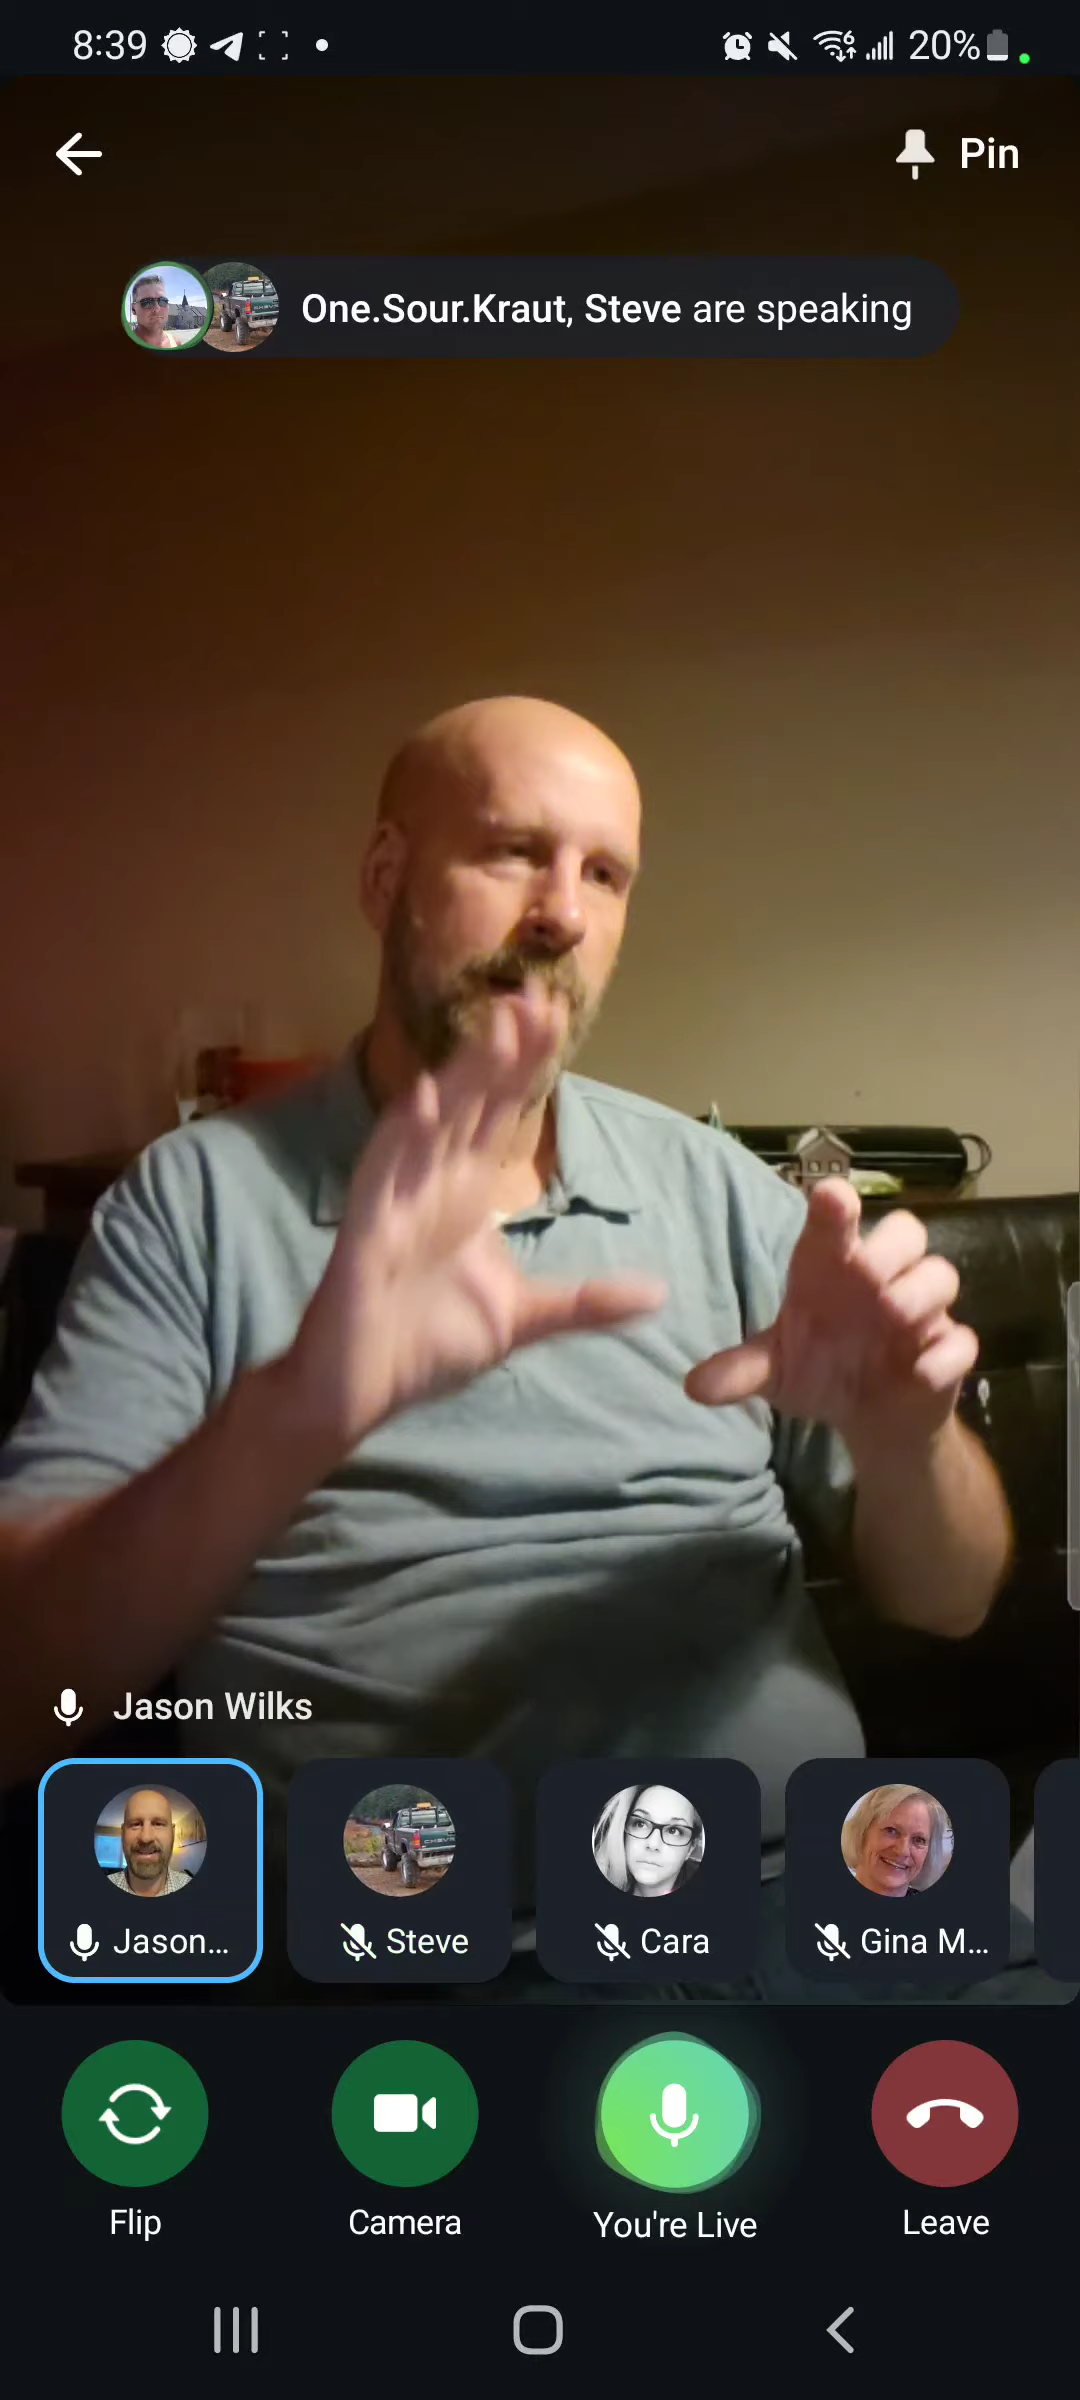 8:39
20%
Pin
One.Sour.Kraut, Steve are speaking
Jason Wilks
Jason...
Steve
Cara
Gina M...
Flip
Camera
You're Live
Leave